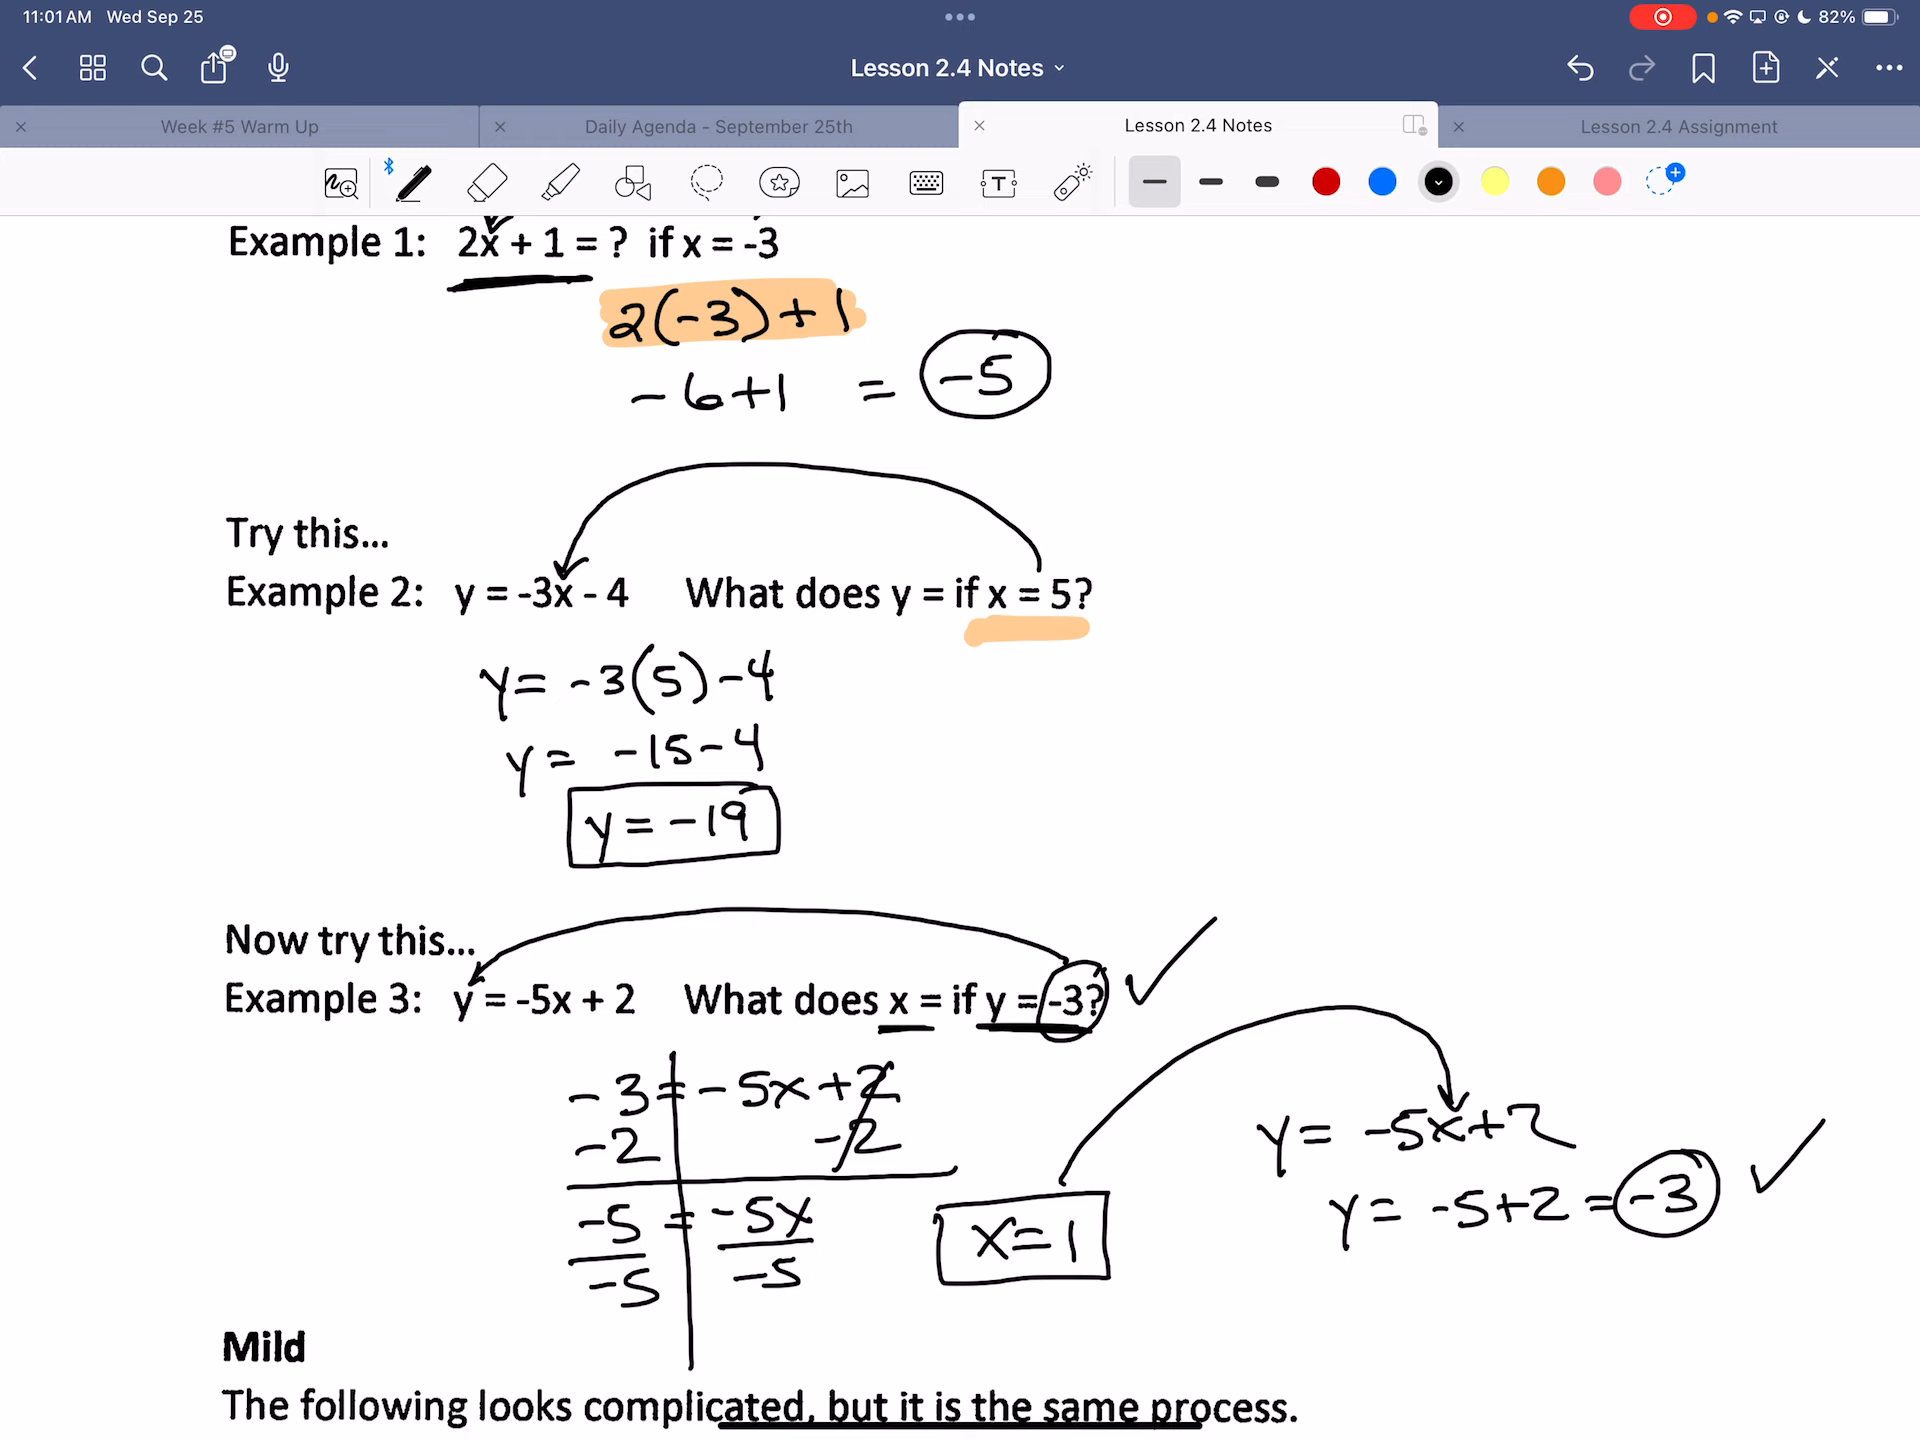 11:01 AM Wed Sep 25
82%
Lesson 2.4 Notes
Week #5 Warm Up
Daily Agenda - September 25th
Lesson 2.4 Notes
Lesson 2.4 Assignment
T
Example 1: 2x + 1 = ? if x = -3
2(-3)+1
-6+1 = -5
Try this...
Example 2: y = -3x - 4 What does y = if x = 5?
y= -3(5)-4
y= -15-4
y=-19
Now try this...
Example 3: y = -5x + 2 What does x = if y = -3?
-3=-5x+2
-2 -2
-5 = -5x
-5 -5
x=1
y= -5x+2
y= -5+2 =-3
Mild
The following looks complicated, but it is the same process.